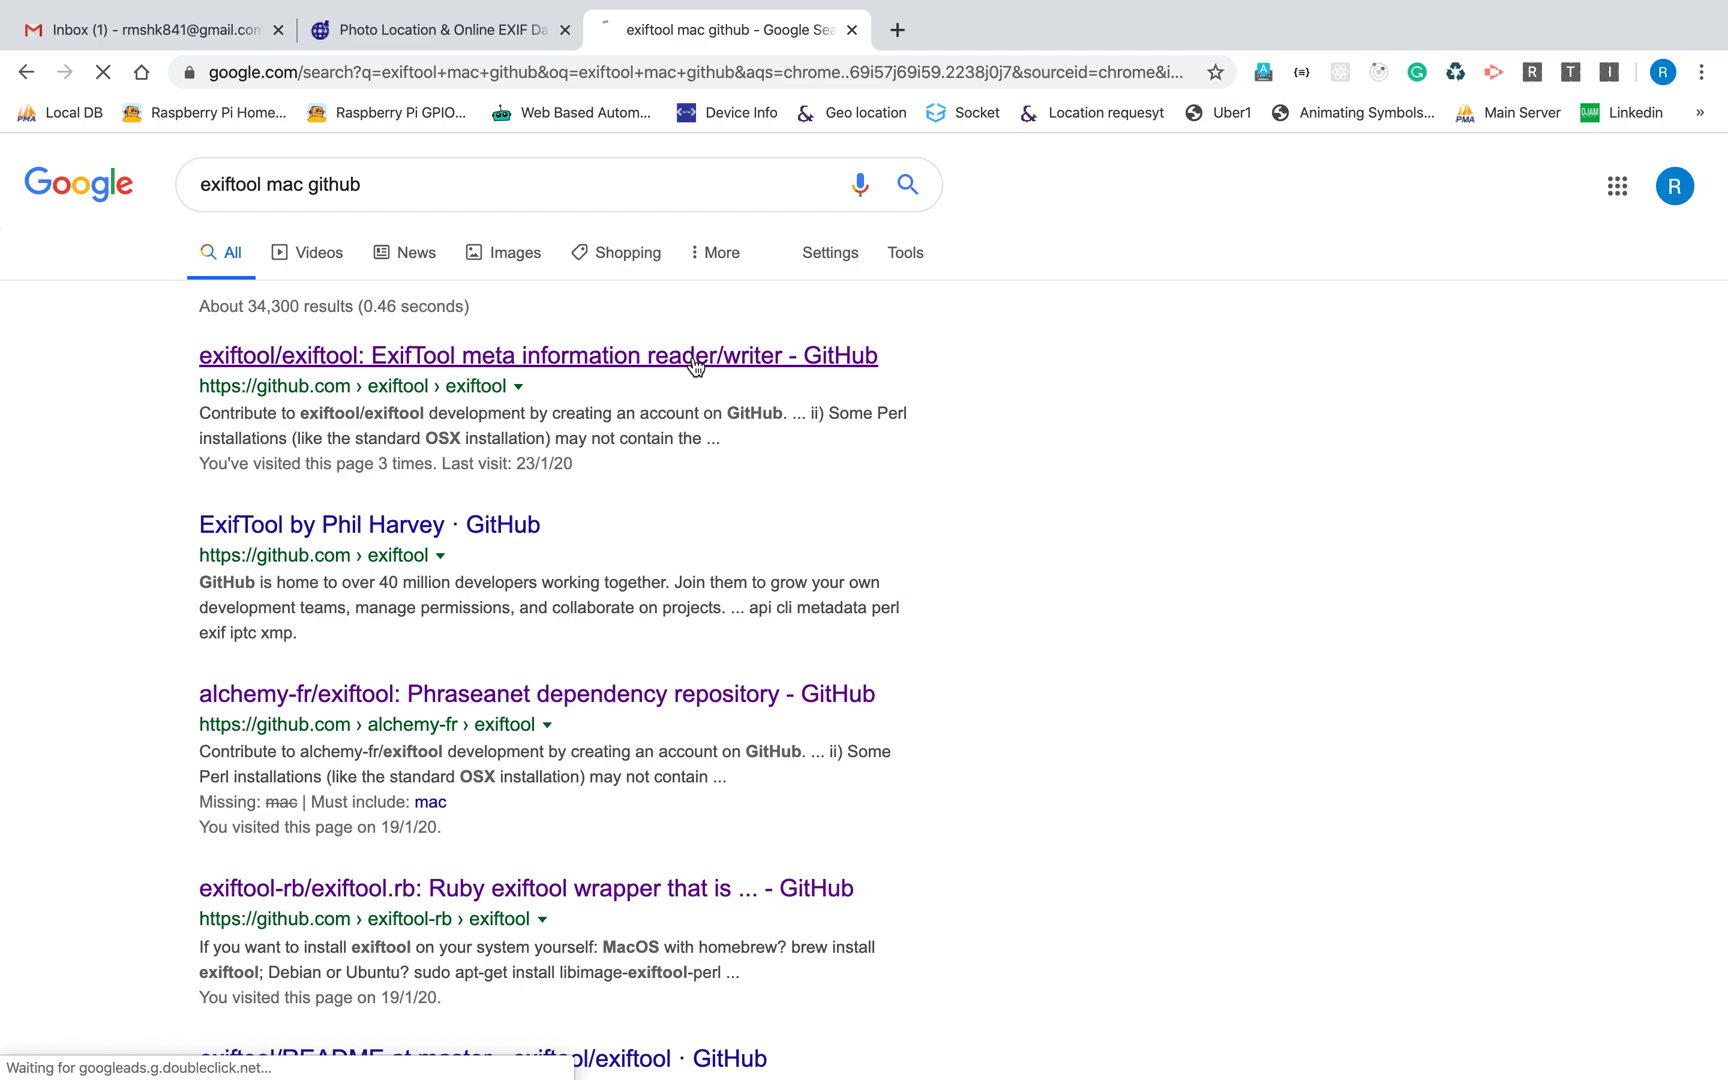 Inbox (1) - rmshk841@gmail.com
Photo Location & Online EXIF Da
exiftool mac github - Google Sea
google.com/search?q=exiftool+mac+github&oq=exiftool+mac+github&aqs=chrome..69i57j69i59.2238j0j7&sourceid=chrome&i...
R T I R
Local DB Raspberry Pi Home... Raspberry Pi GPIO... Web Based Autom... Device Info Geo location Socket Location requesyt Uber1 Animating Symbols... Main Server Linkedin »
Google
exiftool mac github
R
All Videos News Images Shopping More Settings Tools
About 34,300 results (0.46 seconds)
exiftool/exiftool: ExifTool meta information reader/writer - GitHub
https://github.com › exiftool › exiftool
Contribute to exiftool/exiftool development by creating an account on GitHub. ... ii) Some Perl
installations (like the standard OSX installation) may not contain the ...
You've visited this page 3 times. Last visit: 23/1/20
ExifTool by Phil Harvey · GitHub
https://github.com › exiftool
GitHub is home to over 40 million developers working together. Join them to grow your own
development teams, manage permissions, and collaborate on projects. ... api cli metadata perl
exif iptc xmp.
alchemy-fr/exiftool: Phraseanet dependency repository - GitHub
https://github.com › alchemy-fr › exiftool
Contribute to alchemy-fr/exiftool development by creating an account on GitHub. ... ii) Some
Perl installations (like the standard OSX installation) may not contain ...
Missing: mac | Must include: mac
You visited this page on 19/1/20.
exiftool-rb/exiftool.rb: Ruby exiftool wrapper that is ... - GitHub
https://github.com › exiftool-rb › exiftool
If you want to install exiftool on your system yourself: MacOS with homebrew? brew install
exiftool; Debian or Ubuntu? sudo apt-get install libimage-exiftool-perl ...
You visited this page on 19/1/20.
exiftool/README at master · exiftool/exiftool · GitHub
Waiting for googleads.g.doubleclick.net...